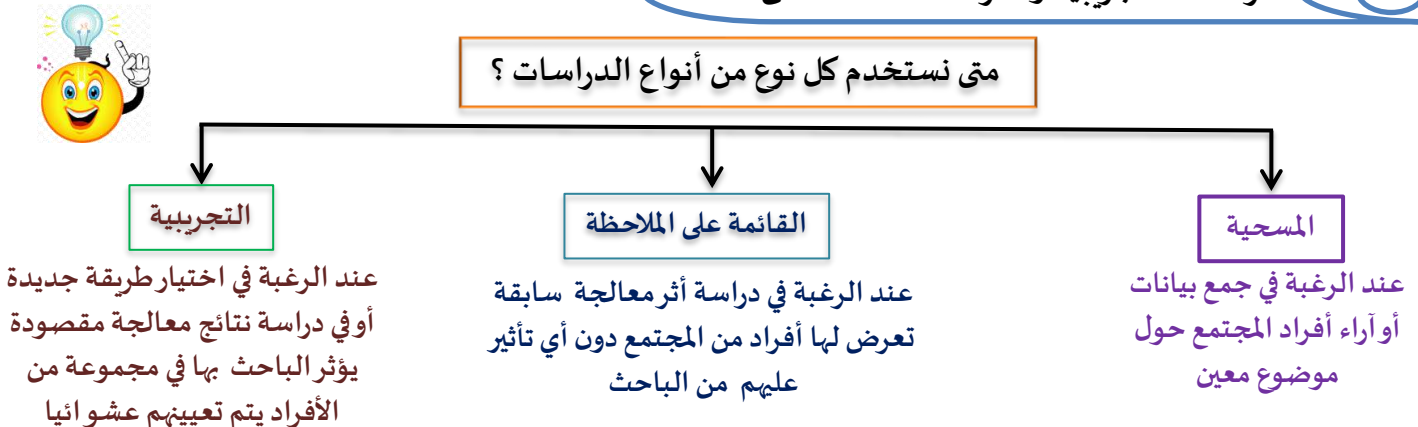 متى نستخدم كل نوع من أنواع الدراسات ؟
المسحية
عند الرغبة في جمع بيانات
أو آراء أفراد المجتمع حول
موضوع معين
القائمة على الملاحظة
عند الرغبة في دراسة أثر معالجة سابقة
تعرض لها أفراد من المجتمع دون أي تأثير
عليهم من الباحث
التجريبية
عند الرغبة في اختيار طريقة جديدة
أو في دراسة نتائج معالجة مقصودة
يؤثر الباحث بها في مجموعة من
الأفراد يتم تعيينهم عشوائيا